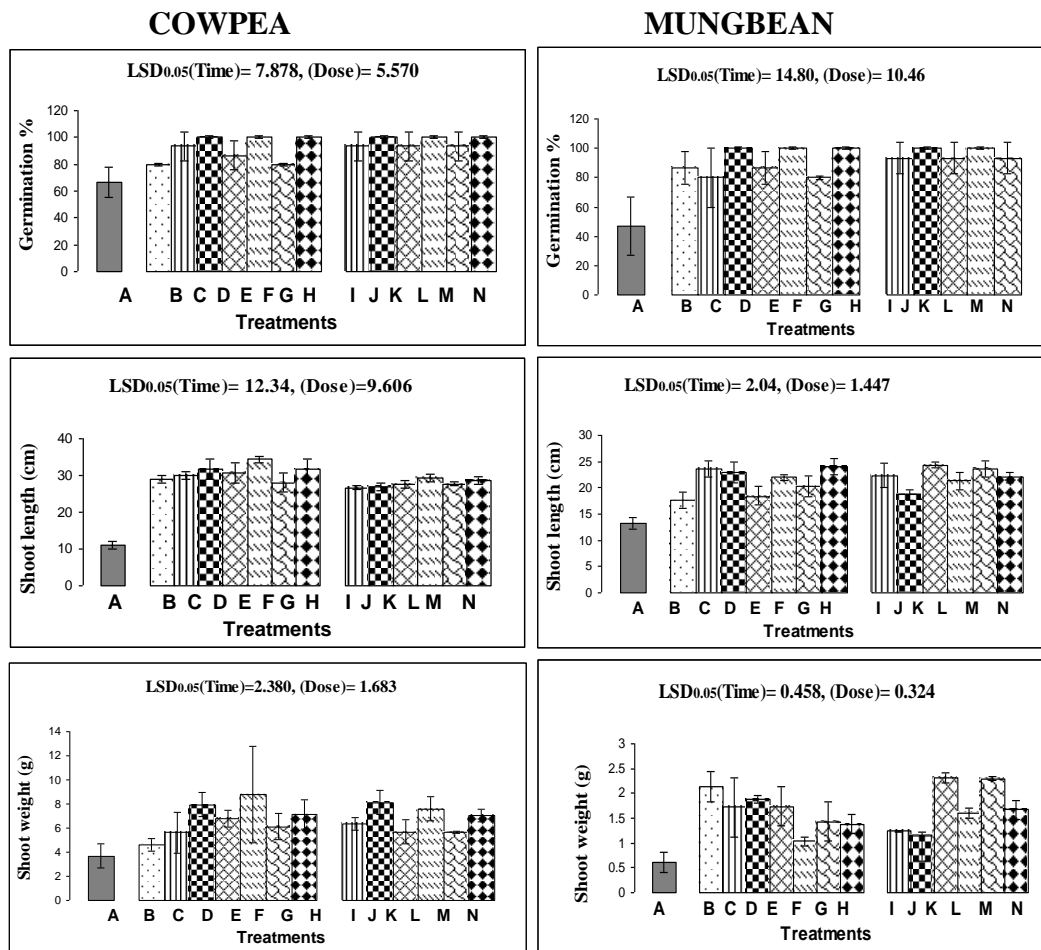 COWPEA
LSD0.05(Time)= 7.878, (Dose)= 5.570
Germination %
120
100
80
60
40
20
0
A B C D E F G H I J K L M N
Treatments
LSD0.05(Time)= 12.34, (Dose)=9.606
Shoot length (cm)
40
30
20
10
0
A B C D E F G H I J K L M N
Treatments
LSD0.05(Time)=2.380, (Dose)= 1.683
Shoot weight (g)
14
12
10
8
6
4
2
0
A B C D E F G H I J K L M N
Treatments
MUNGBEAN
LSD0.05(Time)= 14.80, (Dose)= 10.46
Germination %
120
100
80
60
40
20
0
A B C D E F G H I J K L M N
Treatments
LSD0.05(Time)= 2.04, (Dose)= 1.447
Shoot length (cm)
30
25
20
15
10
5
0
A B C D E F G H I J K L M N
Treatments
LSD0.05(Time)= 0.458, (Dose)= 0.324
Shoot weight (g)
3
2.5
2
1.5
1
0.5
0
A B C D E F G H I J K L M N
Treatments